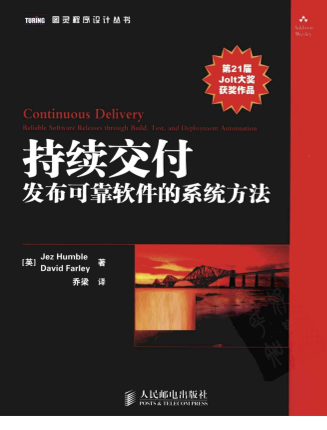 TURING 图灵程序设计丛书
Addison
Wesley
第21届
Jolt大奖
获奖作品
Continuous Delivery
Reliable Software Releases through Build, Test, and Deployment Automation
持续交付
发布可靠软件的系统方法
[英] Jez Humble 著
David Farley
乔梁 译
人民邮电出版社
POSTS & TELECOM PRESS